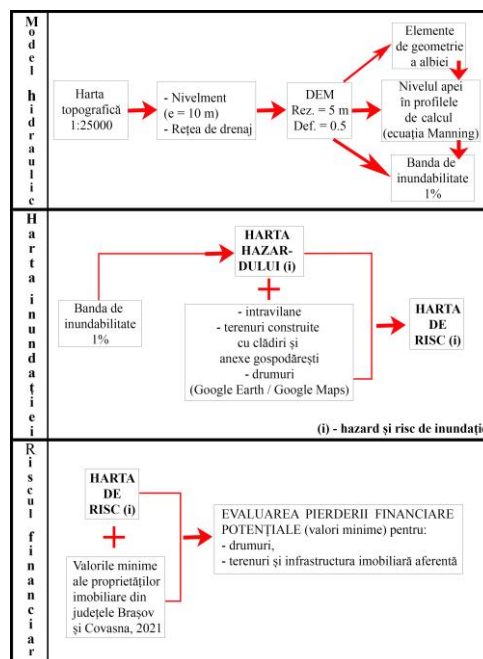 Model hidraulic
Harta
topografică
1:25000
- Nivelment
(e = 10 m)
- Rețea de drenaj
DEM
Rez. = 5 m
Def. = 0.5
Elemente
de geometrie
a albiei
Nivelul apei
în profilele
de calcul
(ecuația Manning)
Banda de
inundabilitate
1%
Harta inundației
Banda de
inundabilitate
1%
HARTA
HAZAR-
DULUI (i)
+
- intravilane
- terenuri construite
cu clădiri și
anexe gospodărești
- drumuri
(Google Earth / Google Maps)
HARTA
DE
RISC (i)
(i) - hazard și risc de inundație
Riscul financiar
HARTA
DE
RISC (i)
+
Valorile minime
ale proprietăților
imobiliare din
județele Brașov
și Covasna, 2021
EVALUAREA PIERDERII FINANCIARE
POTENȚIALE (valori minime) pentru:
- drumuri,
- terenuri și infrastructura imobiliară aferentă